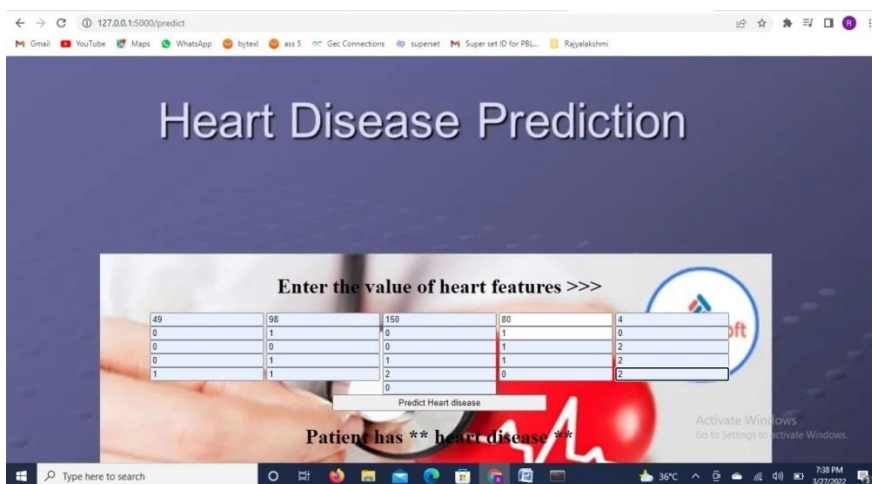 127.0.0.1:5000/predict
R
Gmail YouTube Maps WhatsApp bytexl ass 5 Gec Connections superset Super set ID for PBL... Rajyalakshmi
Heart Disease Prediction
Enter the value of heart features >>>
49 98 150 80 4
0 1 0 1 0
0 0 0 1 2
0 1 1 1 2
1 1 2 0 2
0
oft
Predict Heart disease
Patient has ** heart disease **
Activate Windows
Go to Settings to activate Windows.
Type here to search
36°C
7:38 PM
3/27/2022